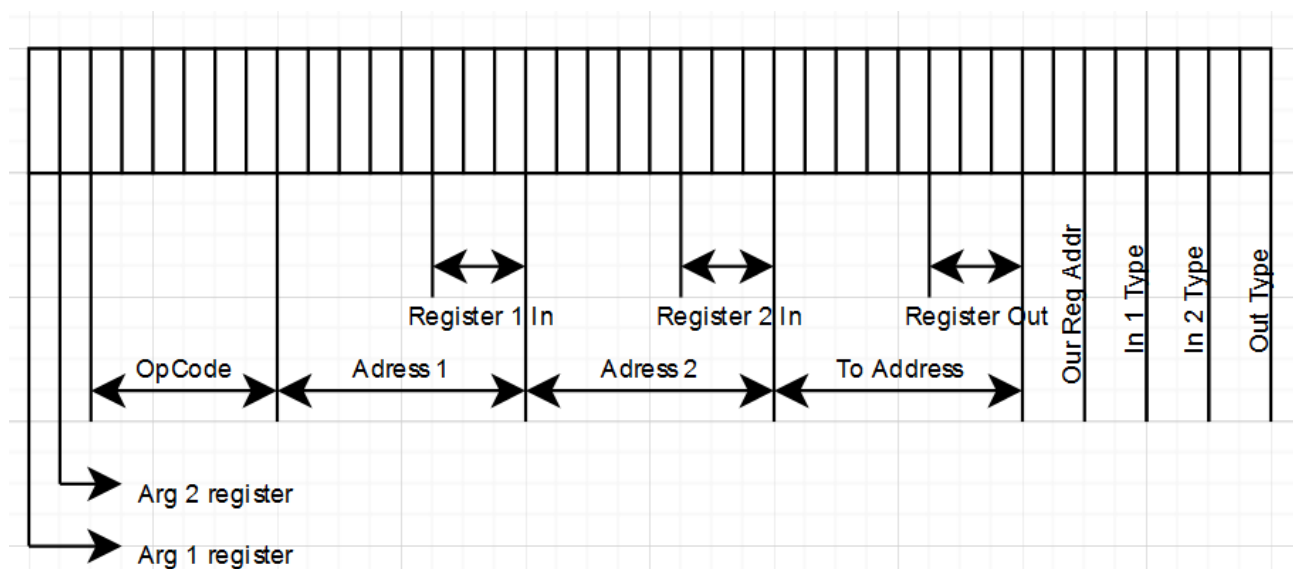 Register 1 In
Register 2 In
Register Out
Our Reg Addr
In 1 Type
In 2 Type
Out Type
OpCode
Adress 1
Adress 2
To Address
Arg 2 register
Arg 1 register